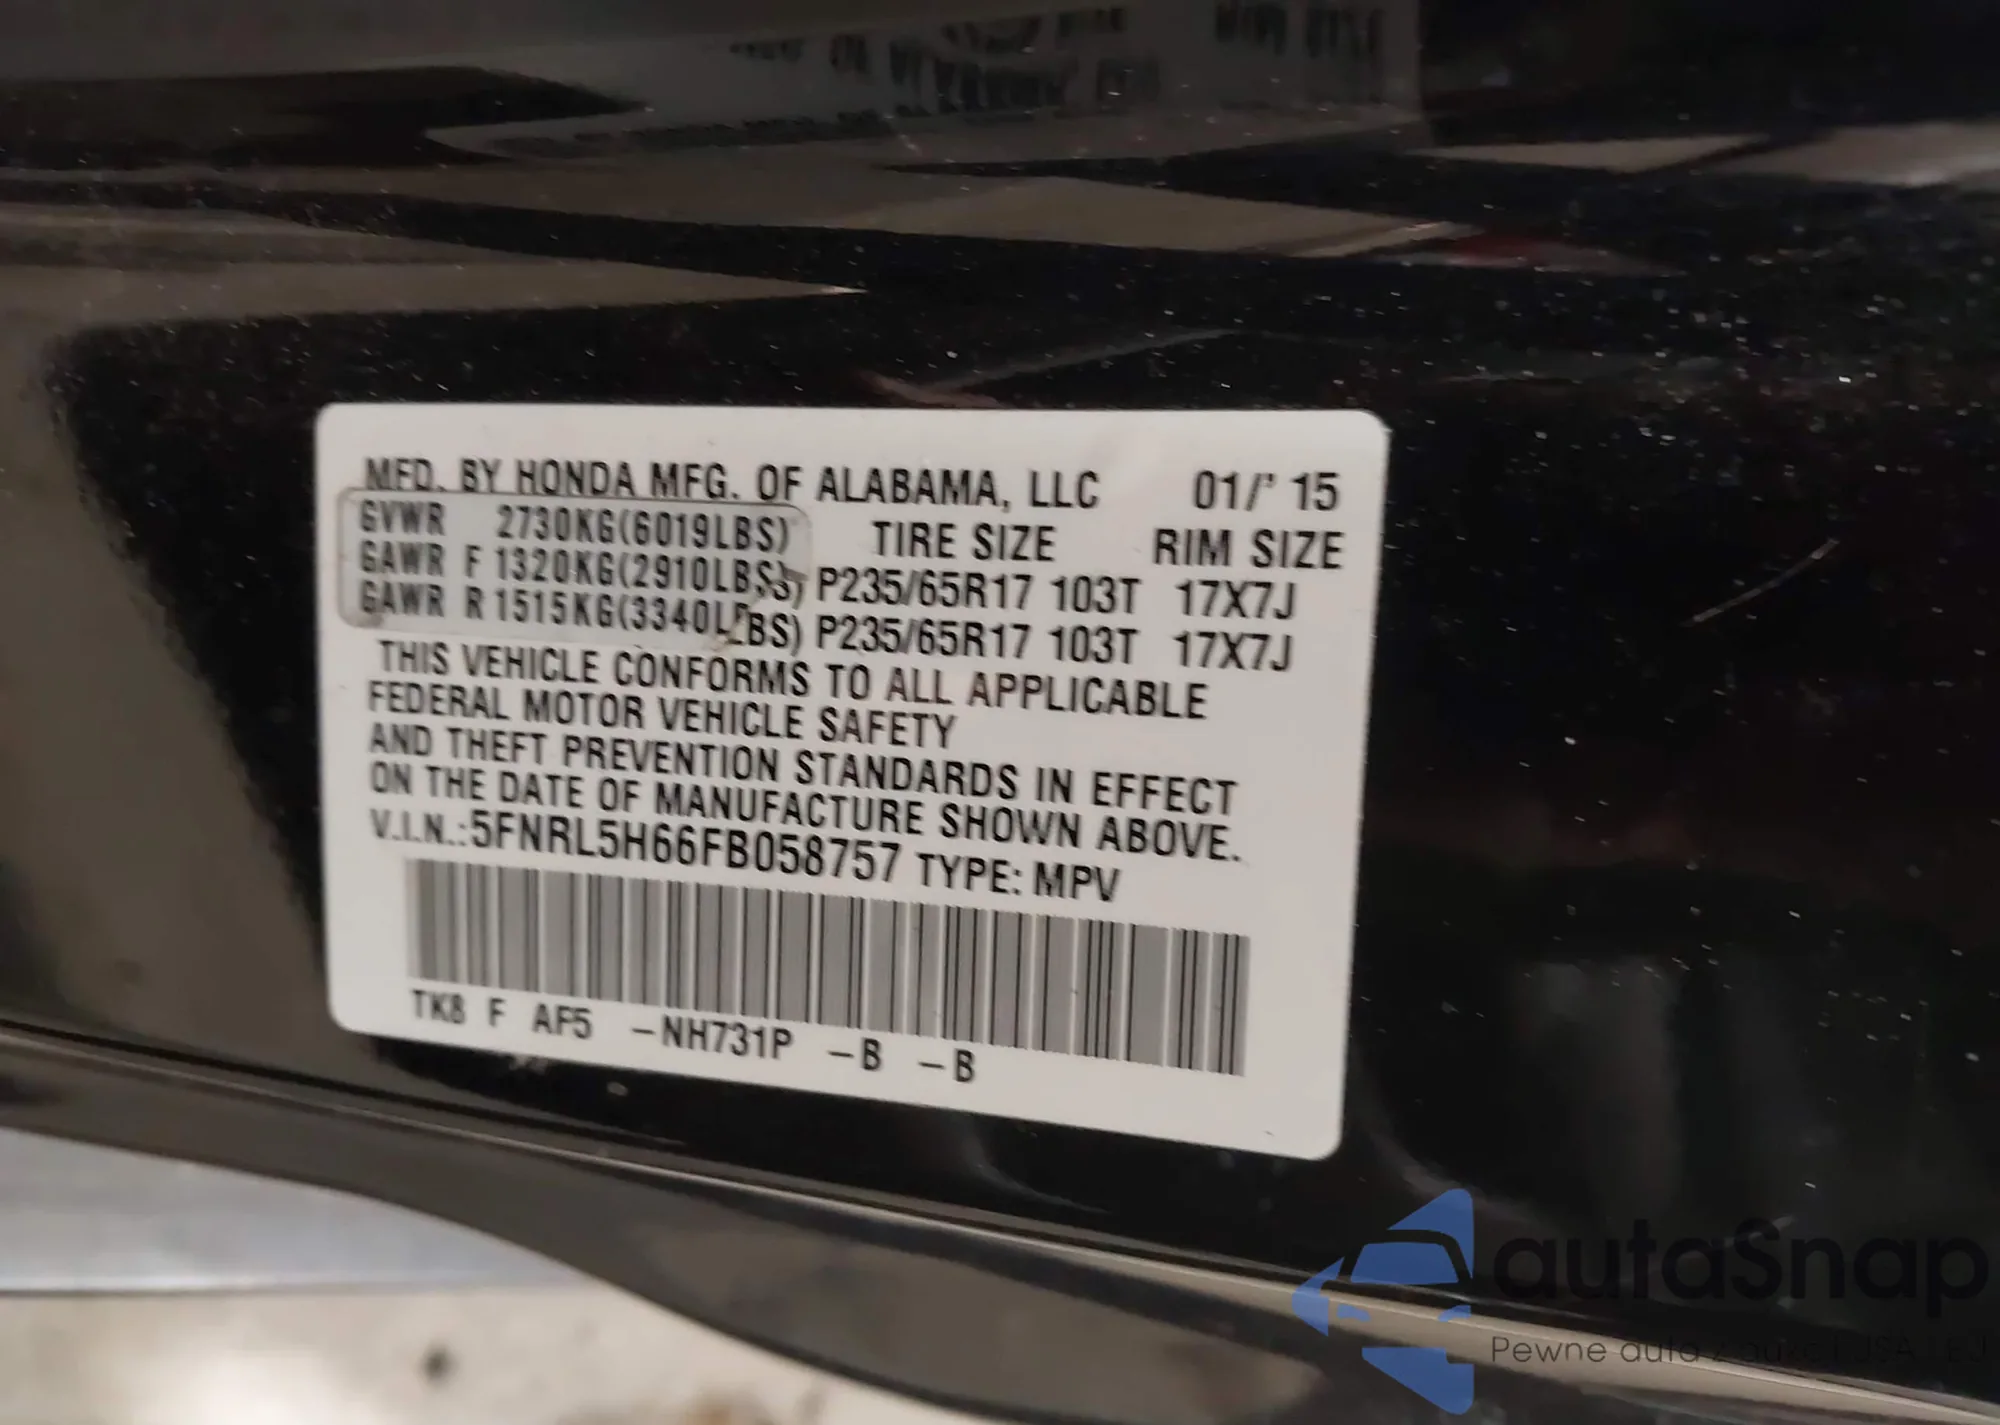 MFD. BY HONDA MFG. OF ALABAMA, LLC 01/' 15
GVWR 2730KG(6019LBS) TIRE SIZE RIM SIZE
GAWR F 1320KG(2910LBS) P235/65R17 103T 17X7J
GAWR R 1515KG(3340LBS) P235/65R17 103T 17X7J
THIS VEHICLE CONFORMS TO ALL APPLICABLE
FEDERAL MOTOR VEHICLE SAFETY
AND THEFT PREVENTION STANDARDS IN EFFECT
ON THE DATE OF MANUFACTURE SHOWN ABOVE.
V.I.N.:5FNRL5H66FB058757 TYPE: MPV
TK8 F AF5 -NH731P -B -B
autaSnap
Pewne auta z